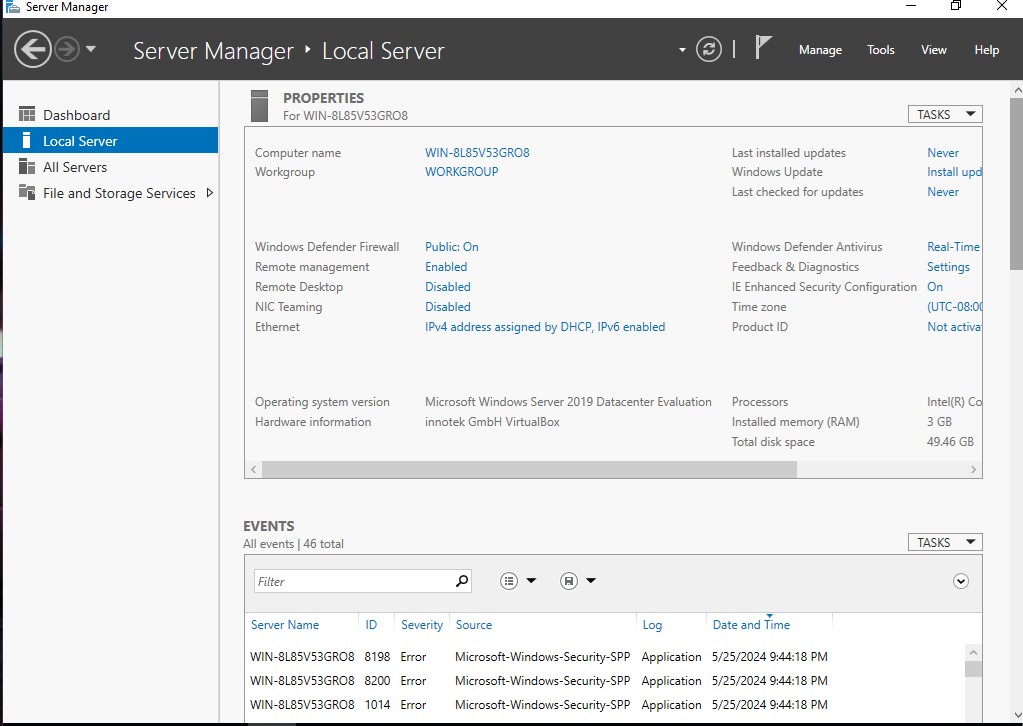 Server Manager
Server Manager ‣ Local Server
Manage Tools View Help
Dashboard
Local Server
All Servers
File and Storage Services
PROPERTIES
For WIN-8L85V53GRO8
TASKS
Computer name WIN-8L85V53GRO8 Last installed updates Never
Workgroup WORKGROUP Windows Update Install upd
Last checked for updates Never
Windows Defender Firewall Public: On Windows Defender Antivirus Real-Time
Remote management Enabled Feedback & Diagnostics Settings
Remote Desktop Disabled IE Enhanced Security Configuration On
NIC Teaming Disabled Time zone (UTC-08:00
Ethernet IPv4 address assigned by DHCP, IPv6 enabled Product ID Not activa
Operating system version Microsoft Windows Server 2019 Datacenter Evaluation Processors Intel(R) Co
Hardware information innotek GmbH VirtualBox Installed memory (RAM) 3 GB
Total disk space 49.46 GB
EVENTS
All events | 46 total
TASKS
Filter
Server Name ID Severity Source Log Date and Time
WIN-8L85V53GRO8 8198 Error Microsoft-Windows-Security-SPP Application 5/25/2024 9:44:18 PM
WIN-8L85V53GRO8 8200 Error Microsoft-Windows-Security-SPP Application 5/25/2024 9:44:18 PM
WIN-8L85V53GRO8 1014 Error Microsoft-Windows-Security-SPP Application 5/25/2024 9:44:18 PM